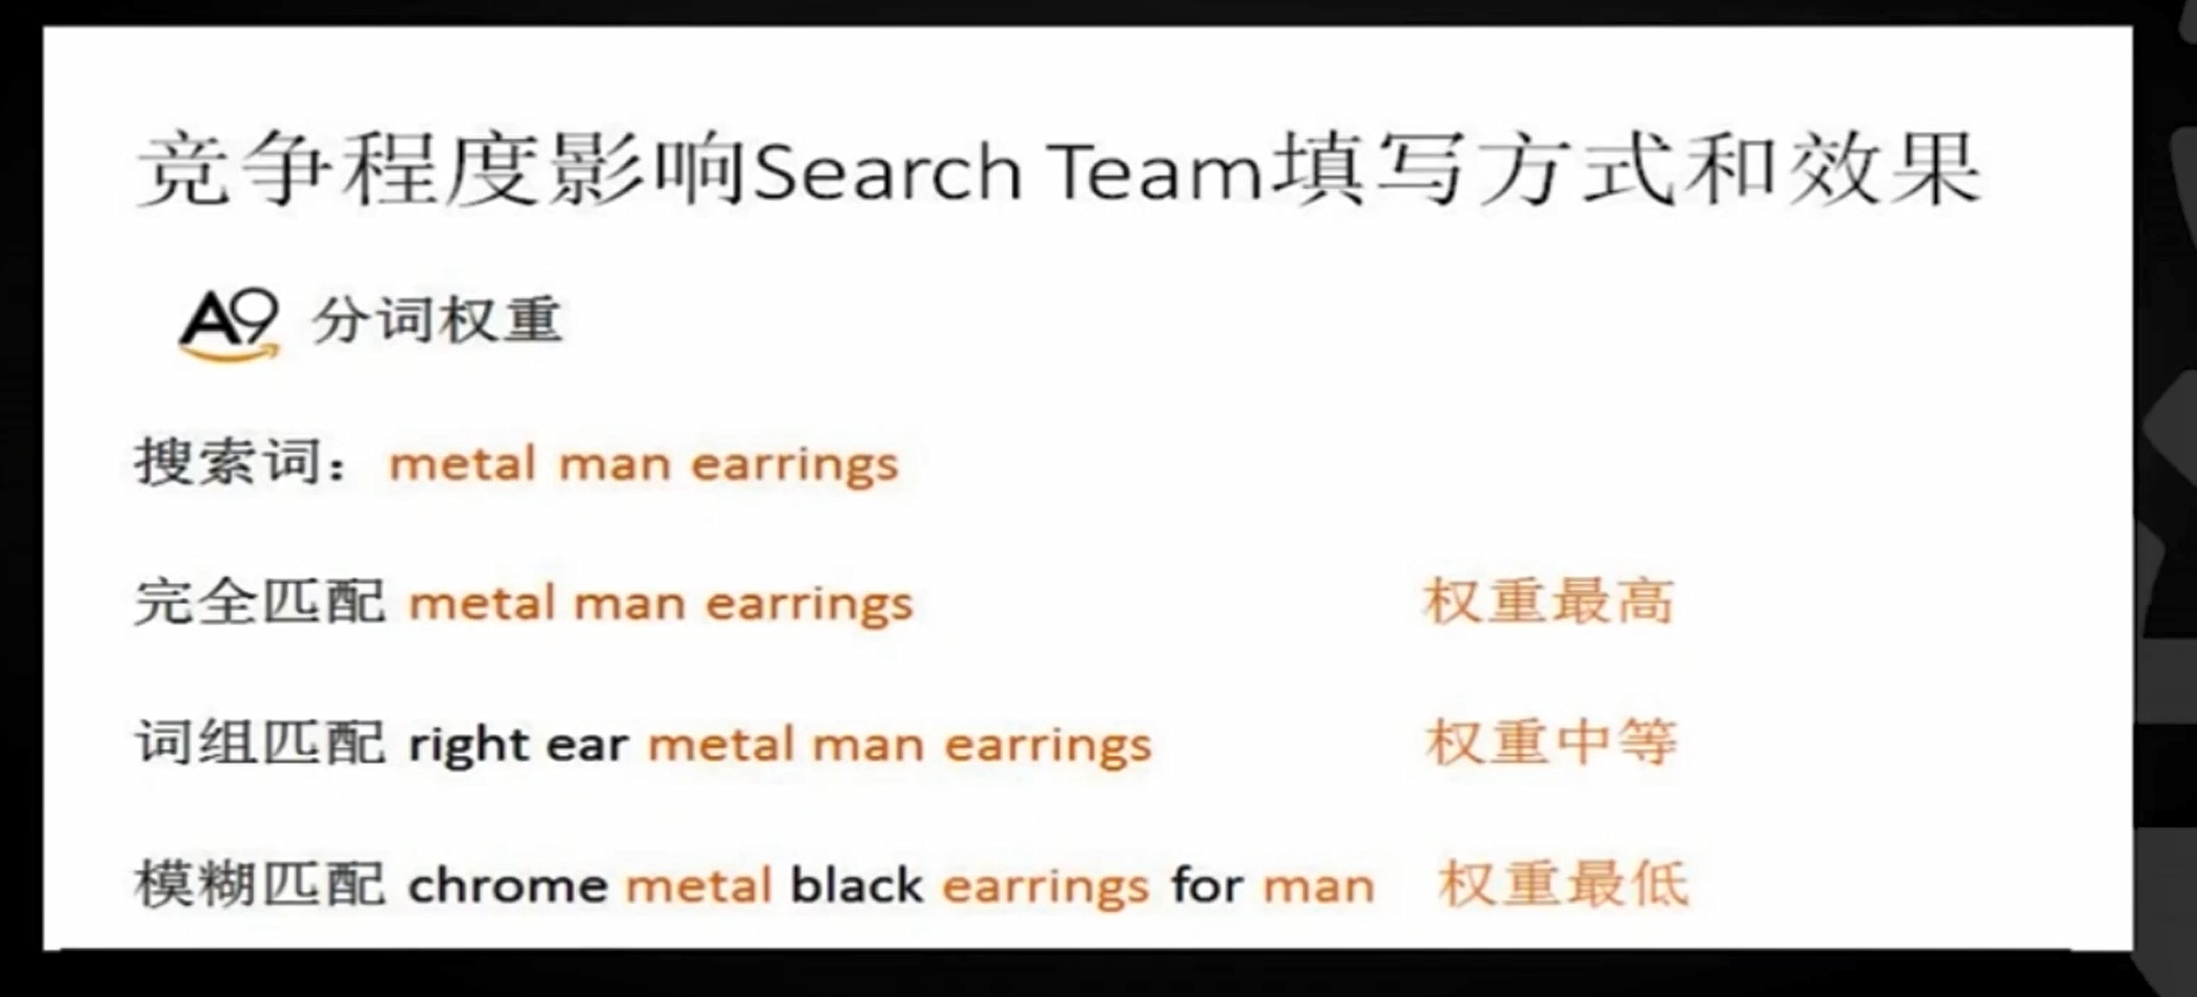 竞争程度影响Search Team填写方式和效果
A9 分词权重
搜索词：metal man earrings
完全匹配 metal man earrings 权重最高
词组匹配 right ear metal man earrings 权重中等
模糊匹配 chrome metal black earrings for man 权重最低